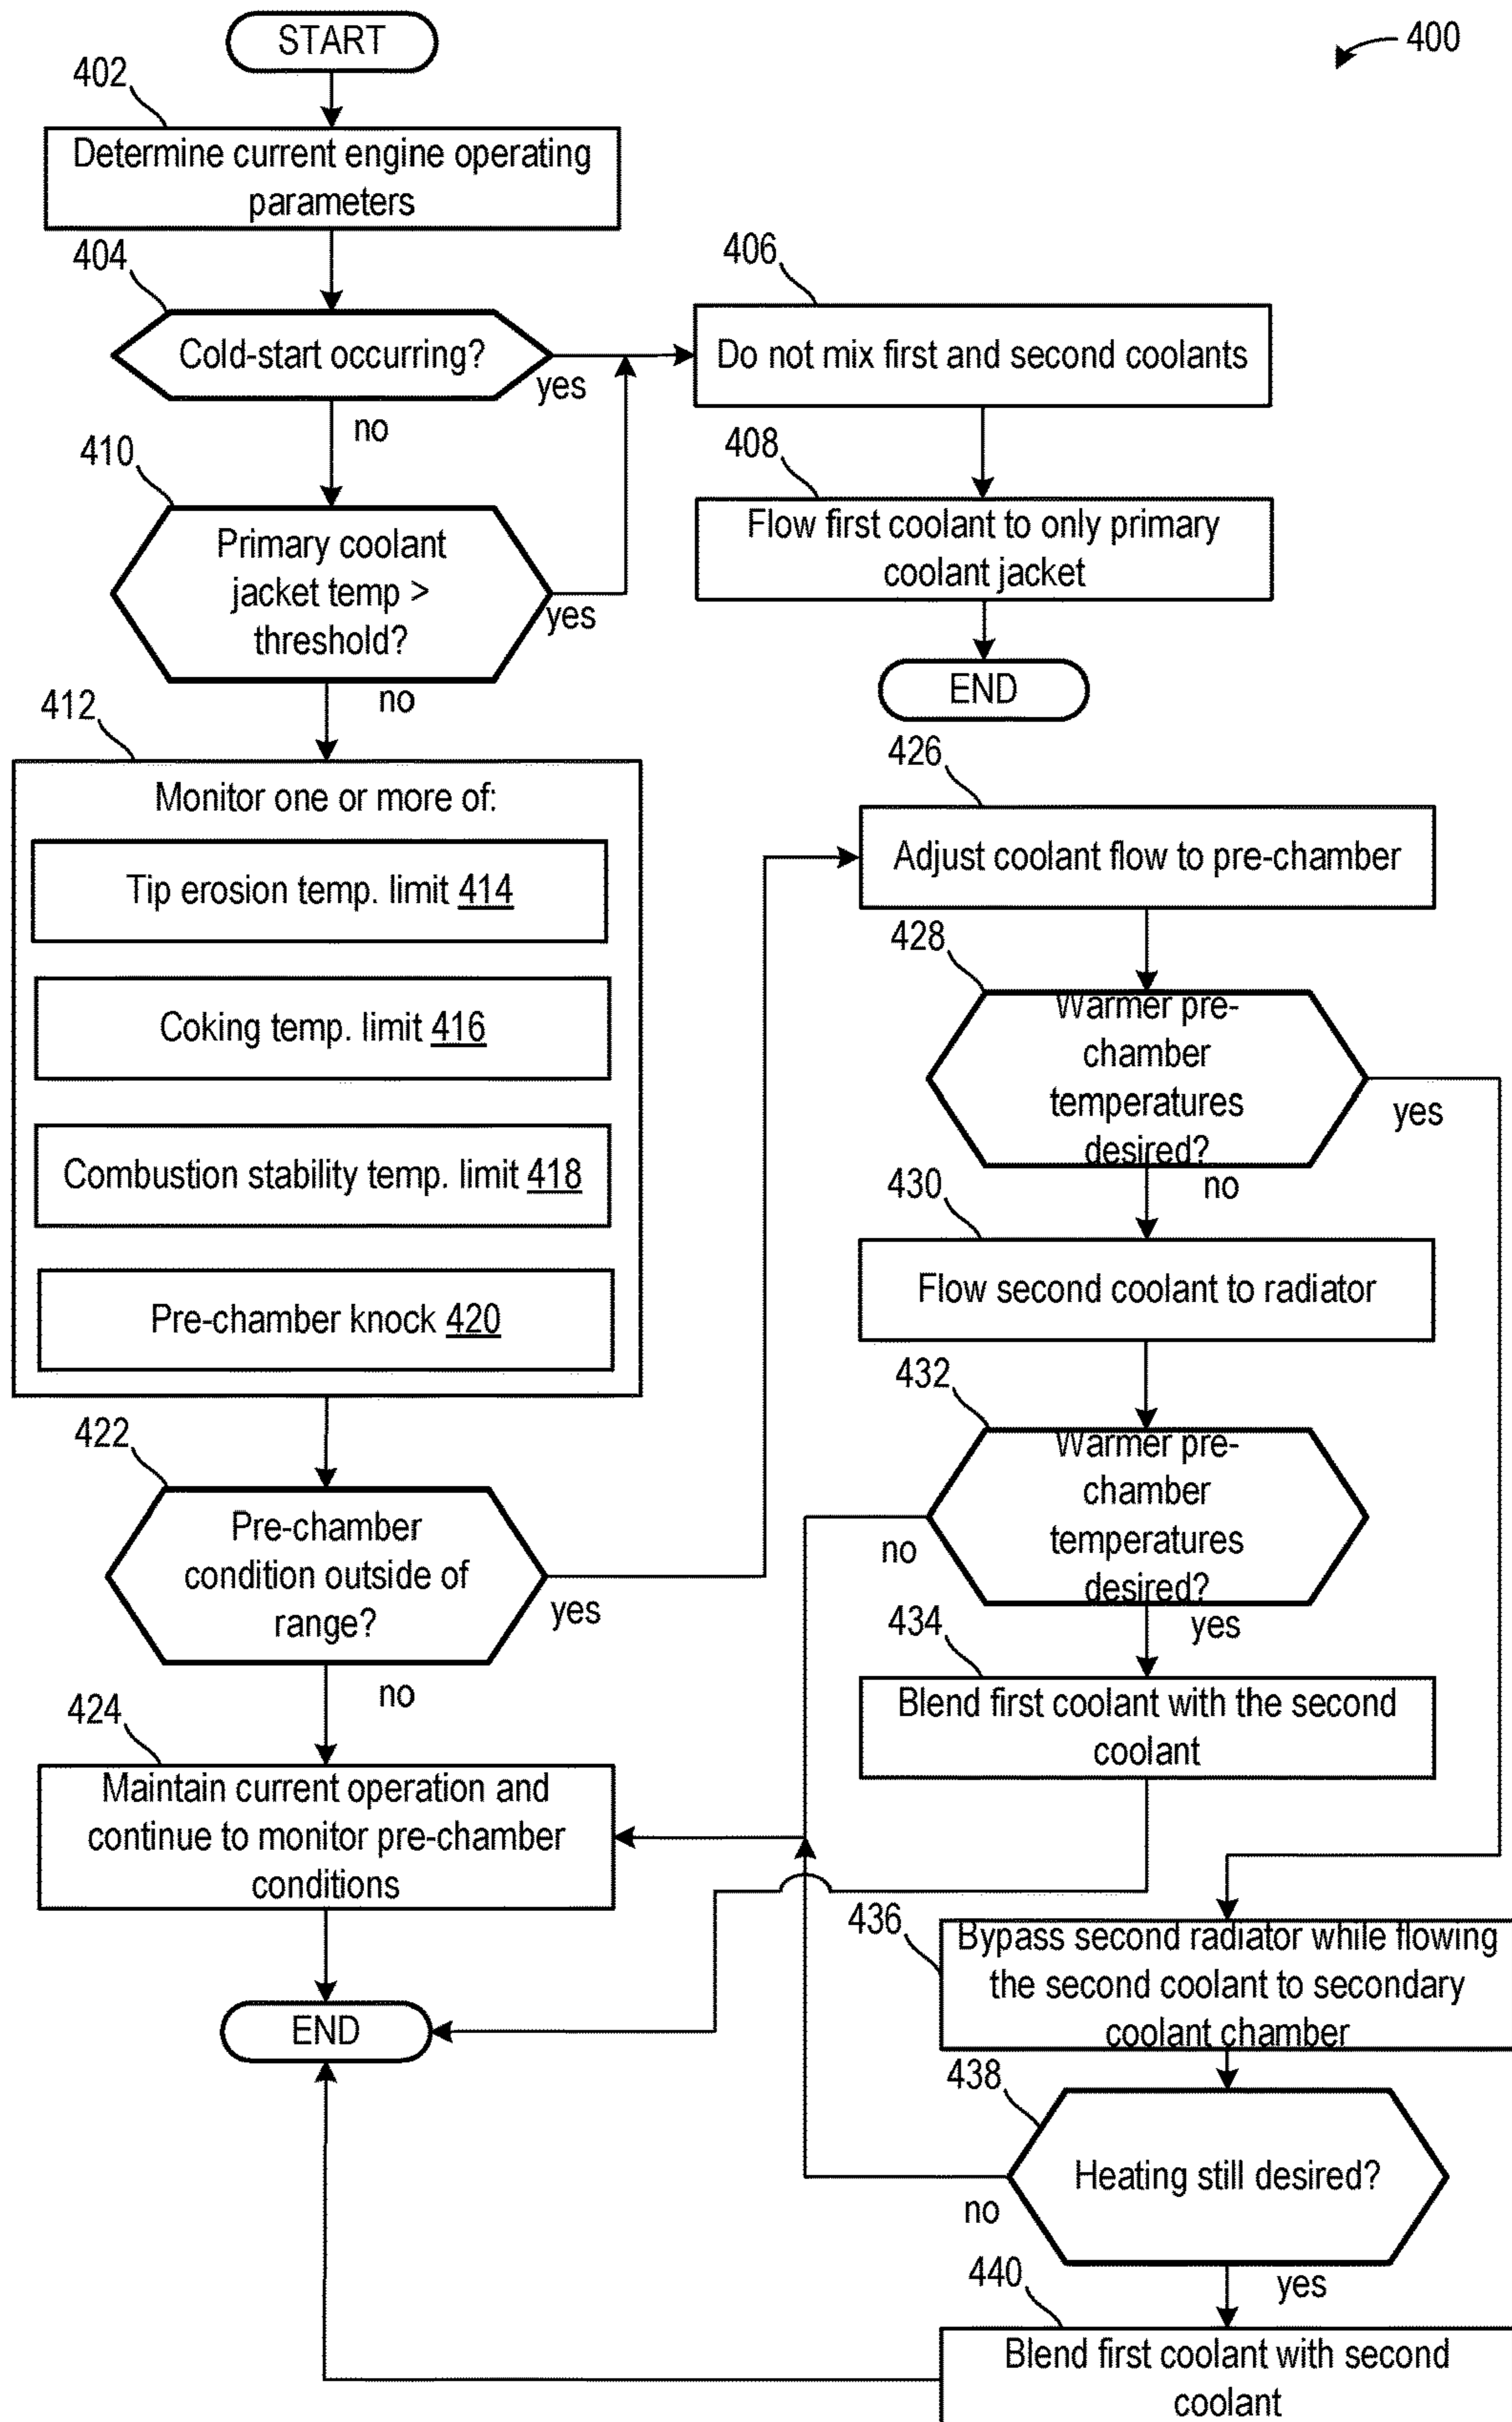 START
400
402
Determine current engine operating
parameters
404
Cold-start occurring?
yes
no
406
Do not mix first and second coolants
408
Flow first coolant to only primary
coolant jacket
END
410
Primary coolant
jacket temp >
threshold?
yes
no
412
Monitor one or more of:
Tip erosion temp. limit 414
Coking temp. limit 416
Combustion stability temp. limit 418
Pre-chamber knock 420
422
Pre-chamber
condition outside of
range?
yes
no
424
Maintain current operation and
continue to monitor pre-chamber
conditions
END
426
Adjust coolant flow to pre-chamber
428
Warmer pre-
chamber
temperatures
desired?
yes
no
430
Flow second coolant to radiator
432
Warmer pre-
chamber
temperatures
desired?
no
yes
434
Blend first coolant with the second
coolant
436
Bypass second radiator while flowing
the second coolant to secondary
coolant chamber
438
Heating still desired?
no
yes
440
Blend first coolant with second
coolant